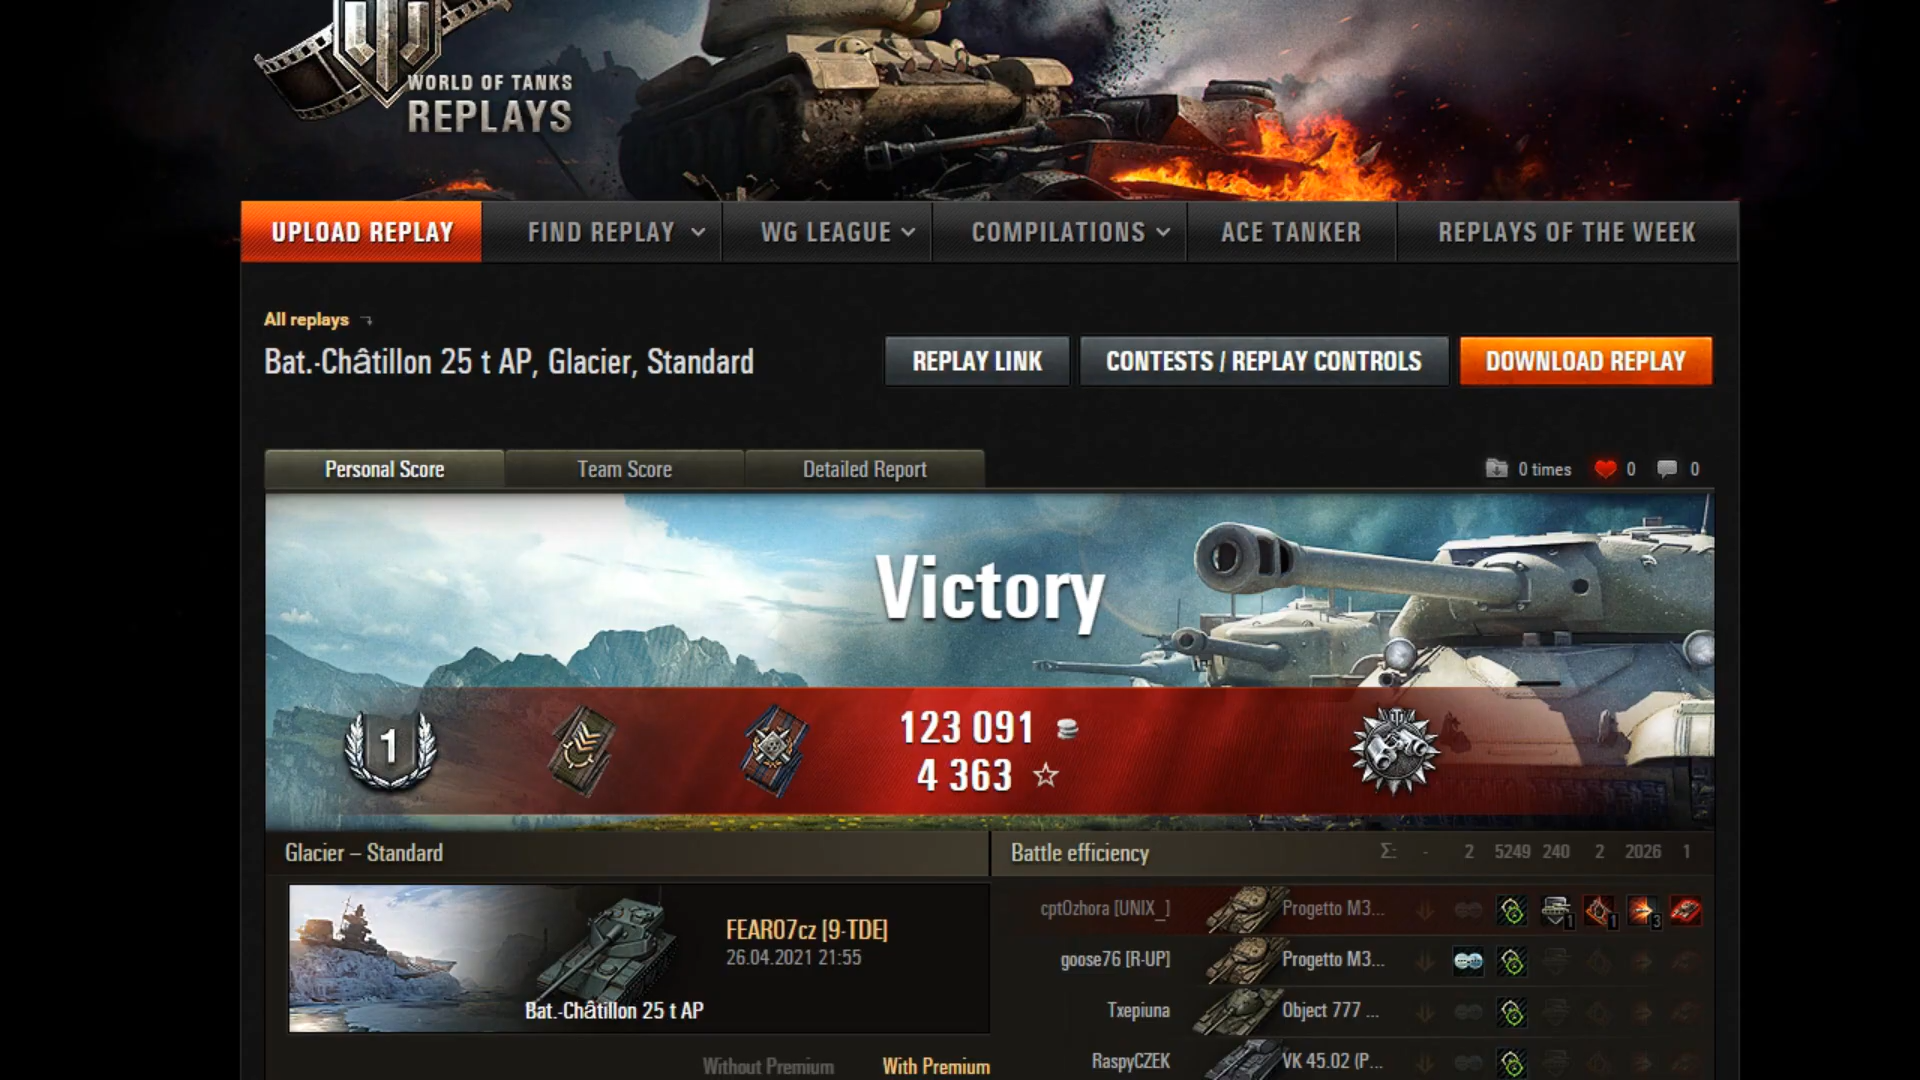 WORLD OF TANKS
REPLAYS
UPLOAD REPLAY FIND REPLAY WG LEAGUE COMPILATIONS ACE TANKER REPLAYS OF THE WEEK
All replays
Bat.-Châtillon 25 t AP, Glacier, Standard
REPLAY LINK CONTESTS / REPLAY CONTROLS DOWNLOAD REPLAY
Personal Score Team Score Detailed Report 0 times 0 0
Victory
1
123 091
4 363
Glacier – Standard
Battle efficiency Σ: - 2 5249 240 2 2026 1
FEAR07cz [9-TDE]
26.04.2021 21:55
Bat.-Châtillon 25 t AP
Without Premium With Premium
cptOzhora [UNIX_] Progetto M3... 1 1 3
goose76 [R-UP] Progetto M3...
Txepiuna Object 777 ...
RaspyCZEK VK 45.02 (P...